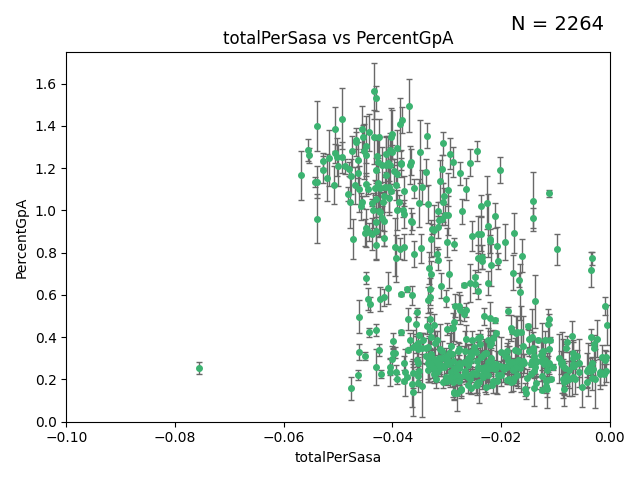 N = 2264
totalPerSasa vs PercentGpA
PercentGpA
1.6
1.4
1.2
1.0
0.8
0.6
0.4
0.2
0.0
−0.10 −0.08 −0.06 −0.04 −0.02 0.00
totalPerSasa